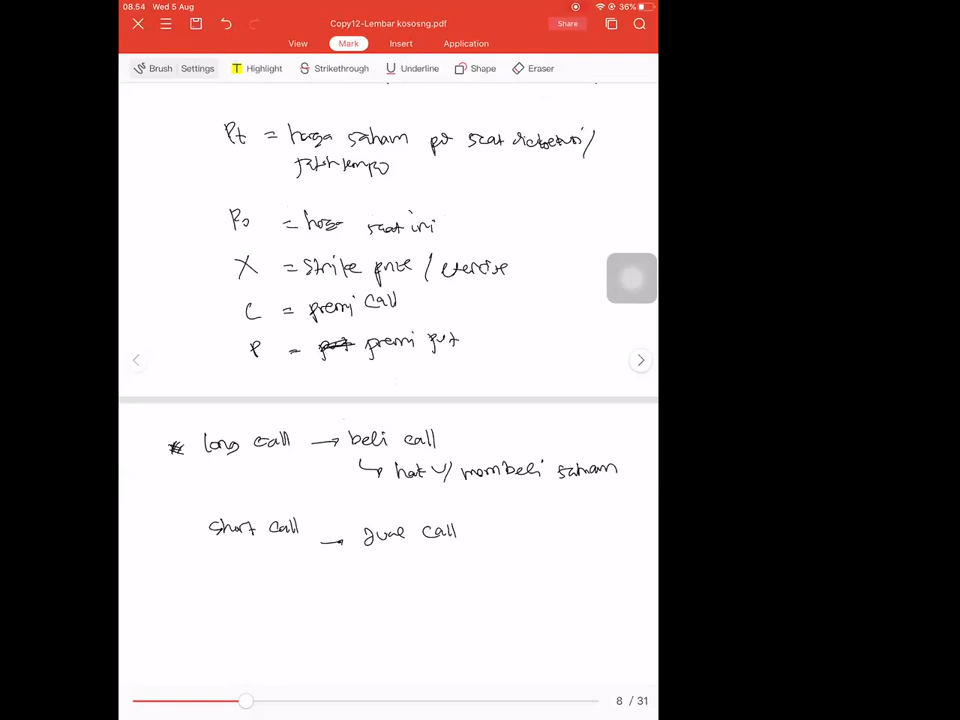 08.54 Wed 5 Aug 36%
Copy12-Lembar kososng.pdf
Share
View Mark Insert Application
Brush Settings T Highlight S Strikethrough U Underline Shape Eraser
Pt = harga saham pd saat dieksekusi/
jatuh tempo
Po = harga saat ini
X = Strike price / exercise
C = premi call
P = premi put
* Long call → beli call
↳ hak u/ membeli saham
Short call → Jual call
8 / 31